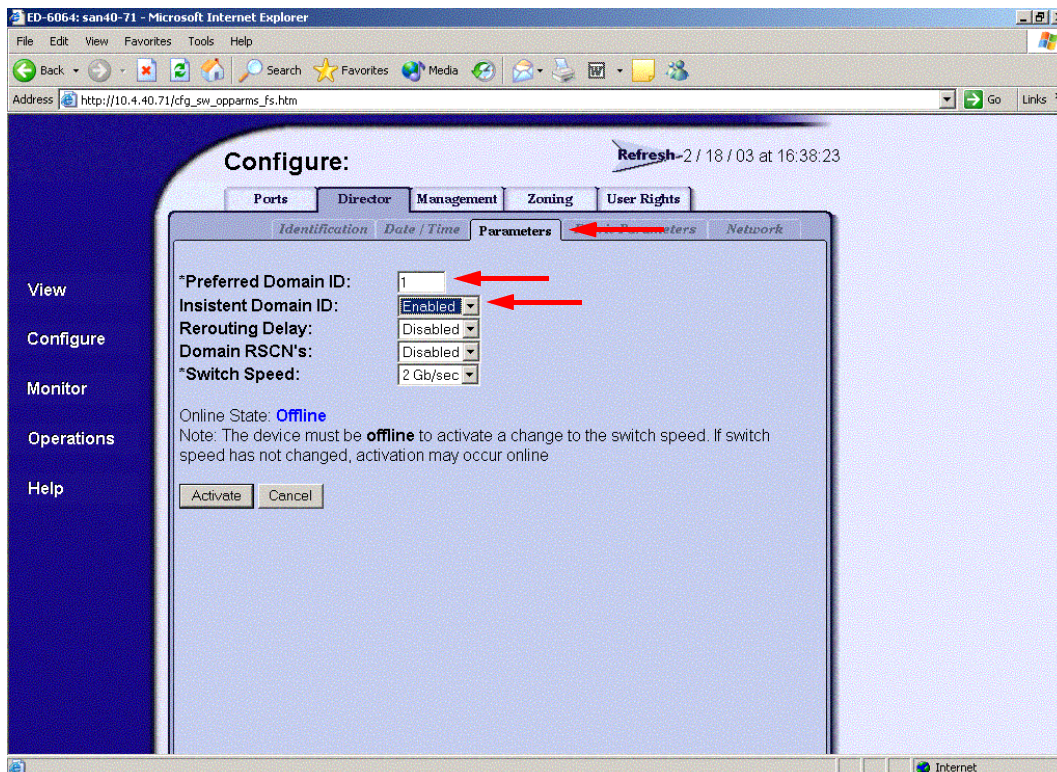 ED-6064: san40-71 - Microsoft Internet Explorer
File Edit View Favorites Tools Help
Back Search Favorites Media
Address http://10.4.40.71/cfg_sw_opparms_fs.htm Go Links
Configure:
Refresh-2 / 18 / 03 at 16:38:23
Ports Director Management Zoning User Rights
Identification Date / Time Parameters Parameters Network
*Preferred Domain ID: 1
Insistent Domain ID: Enabled
Rerouting Delay: Disabled
Domain RSCN's: Disabled
*Switch Speed: 2 Gb/sec
Online State: Offline
Note: The device must be offline to activate a change to the switch speed. If switch
speed has not changed, activation may occur online
Activate Cancel
View
Configure
Monitor
Operations
Help
Internet